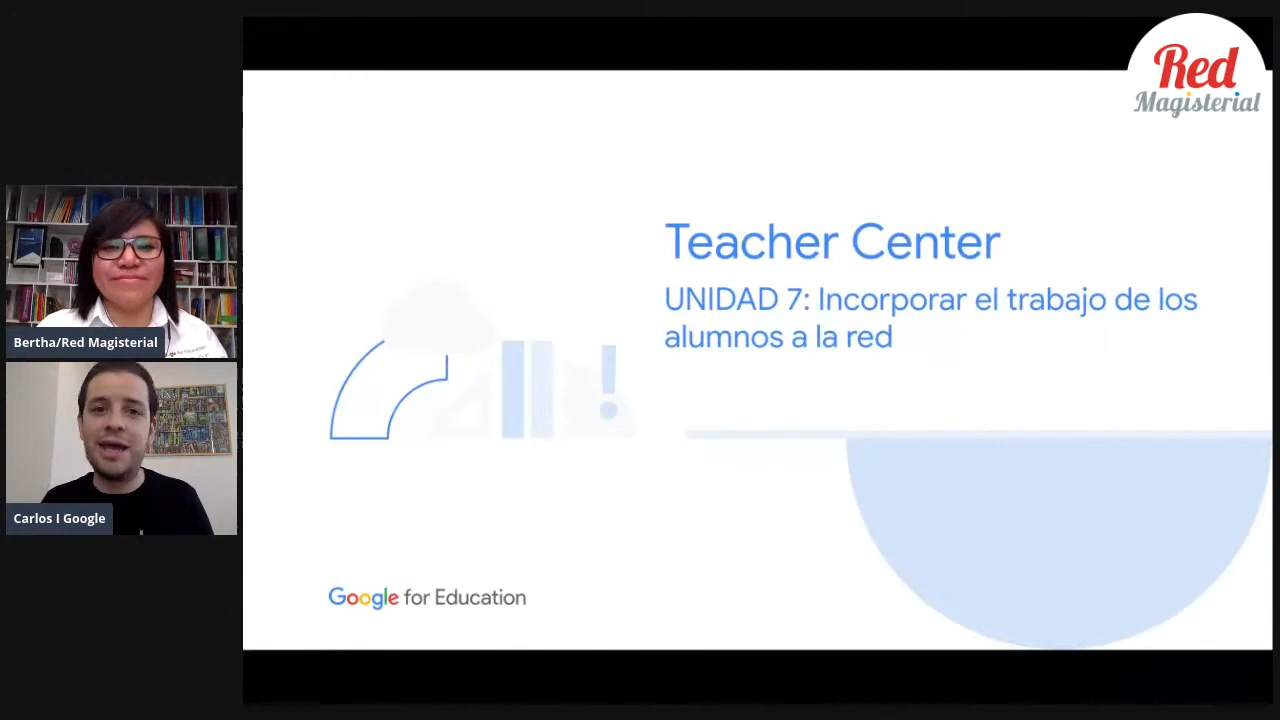 Red
Magisterial
Teacher Center
UNIDAD 7: Incorporar el trabajo de los
alumnos a la red
Bertha/Red Magisterial
Carlos I Google
Google for Education